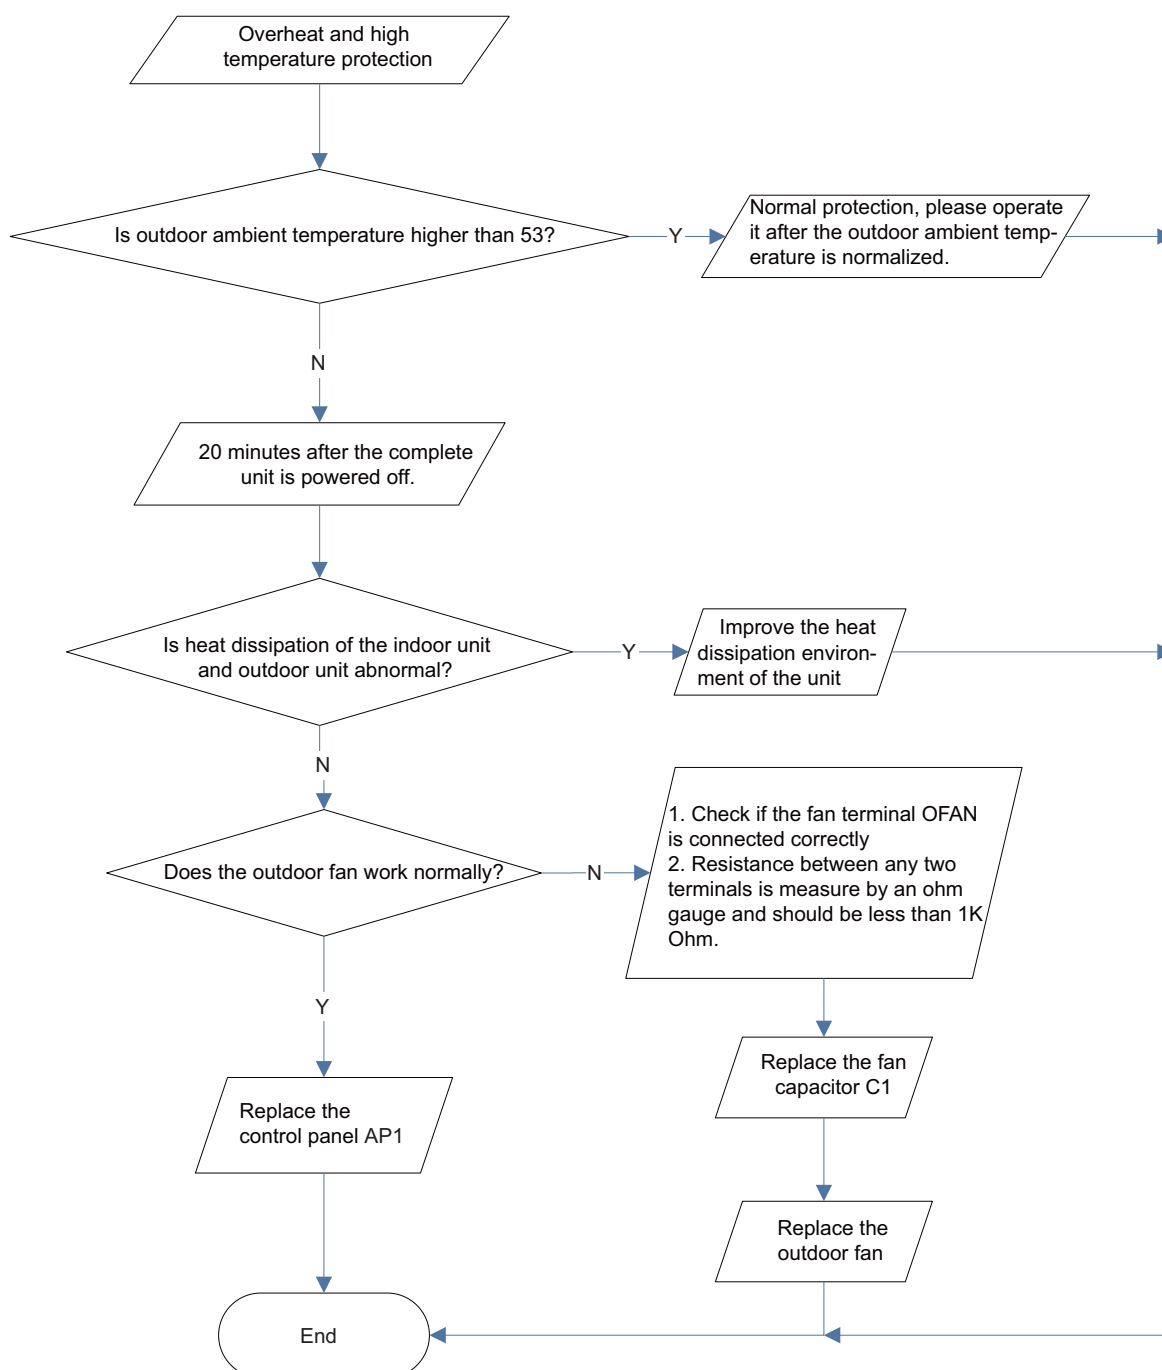 Overheat and high
temperature protection
Is outdoor ambient temperature higher than 53?
Y
Normal protection, please operate
it after the outdoor ambient temp-
erature is normalized.
N
20 minutes after the complete
unit is powered off.
Is heat dissipation of the indoor unit
and outdoor unit abnormal?
Y
Improve the heat
dissipation environ-
ment of the unit
N
Does the outdoor fan work normally?
N
1. Check if the fan terminal OFAN
is connected correctly
2. Resistance between any two
terminals is measure by an ohm
gauge and should be less than 1K
Ohm.
Y
Replace the fan
capacitor C1
Replace the
control panel AP1
Replace the
outdoor fan
End